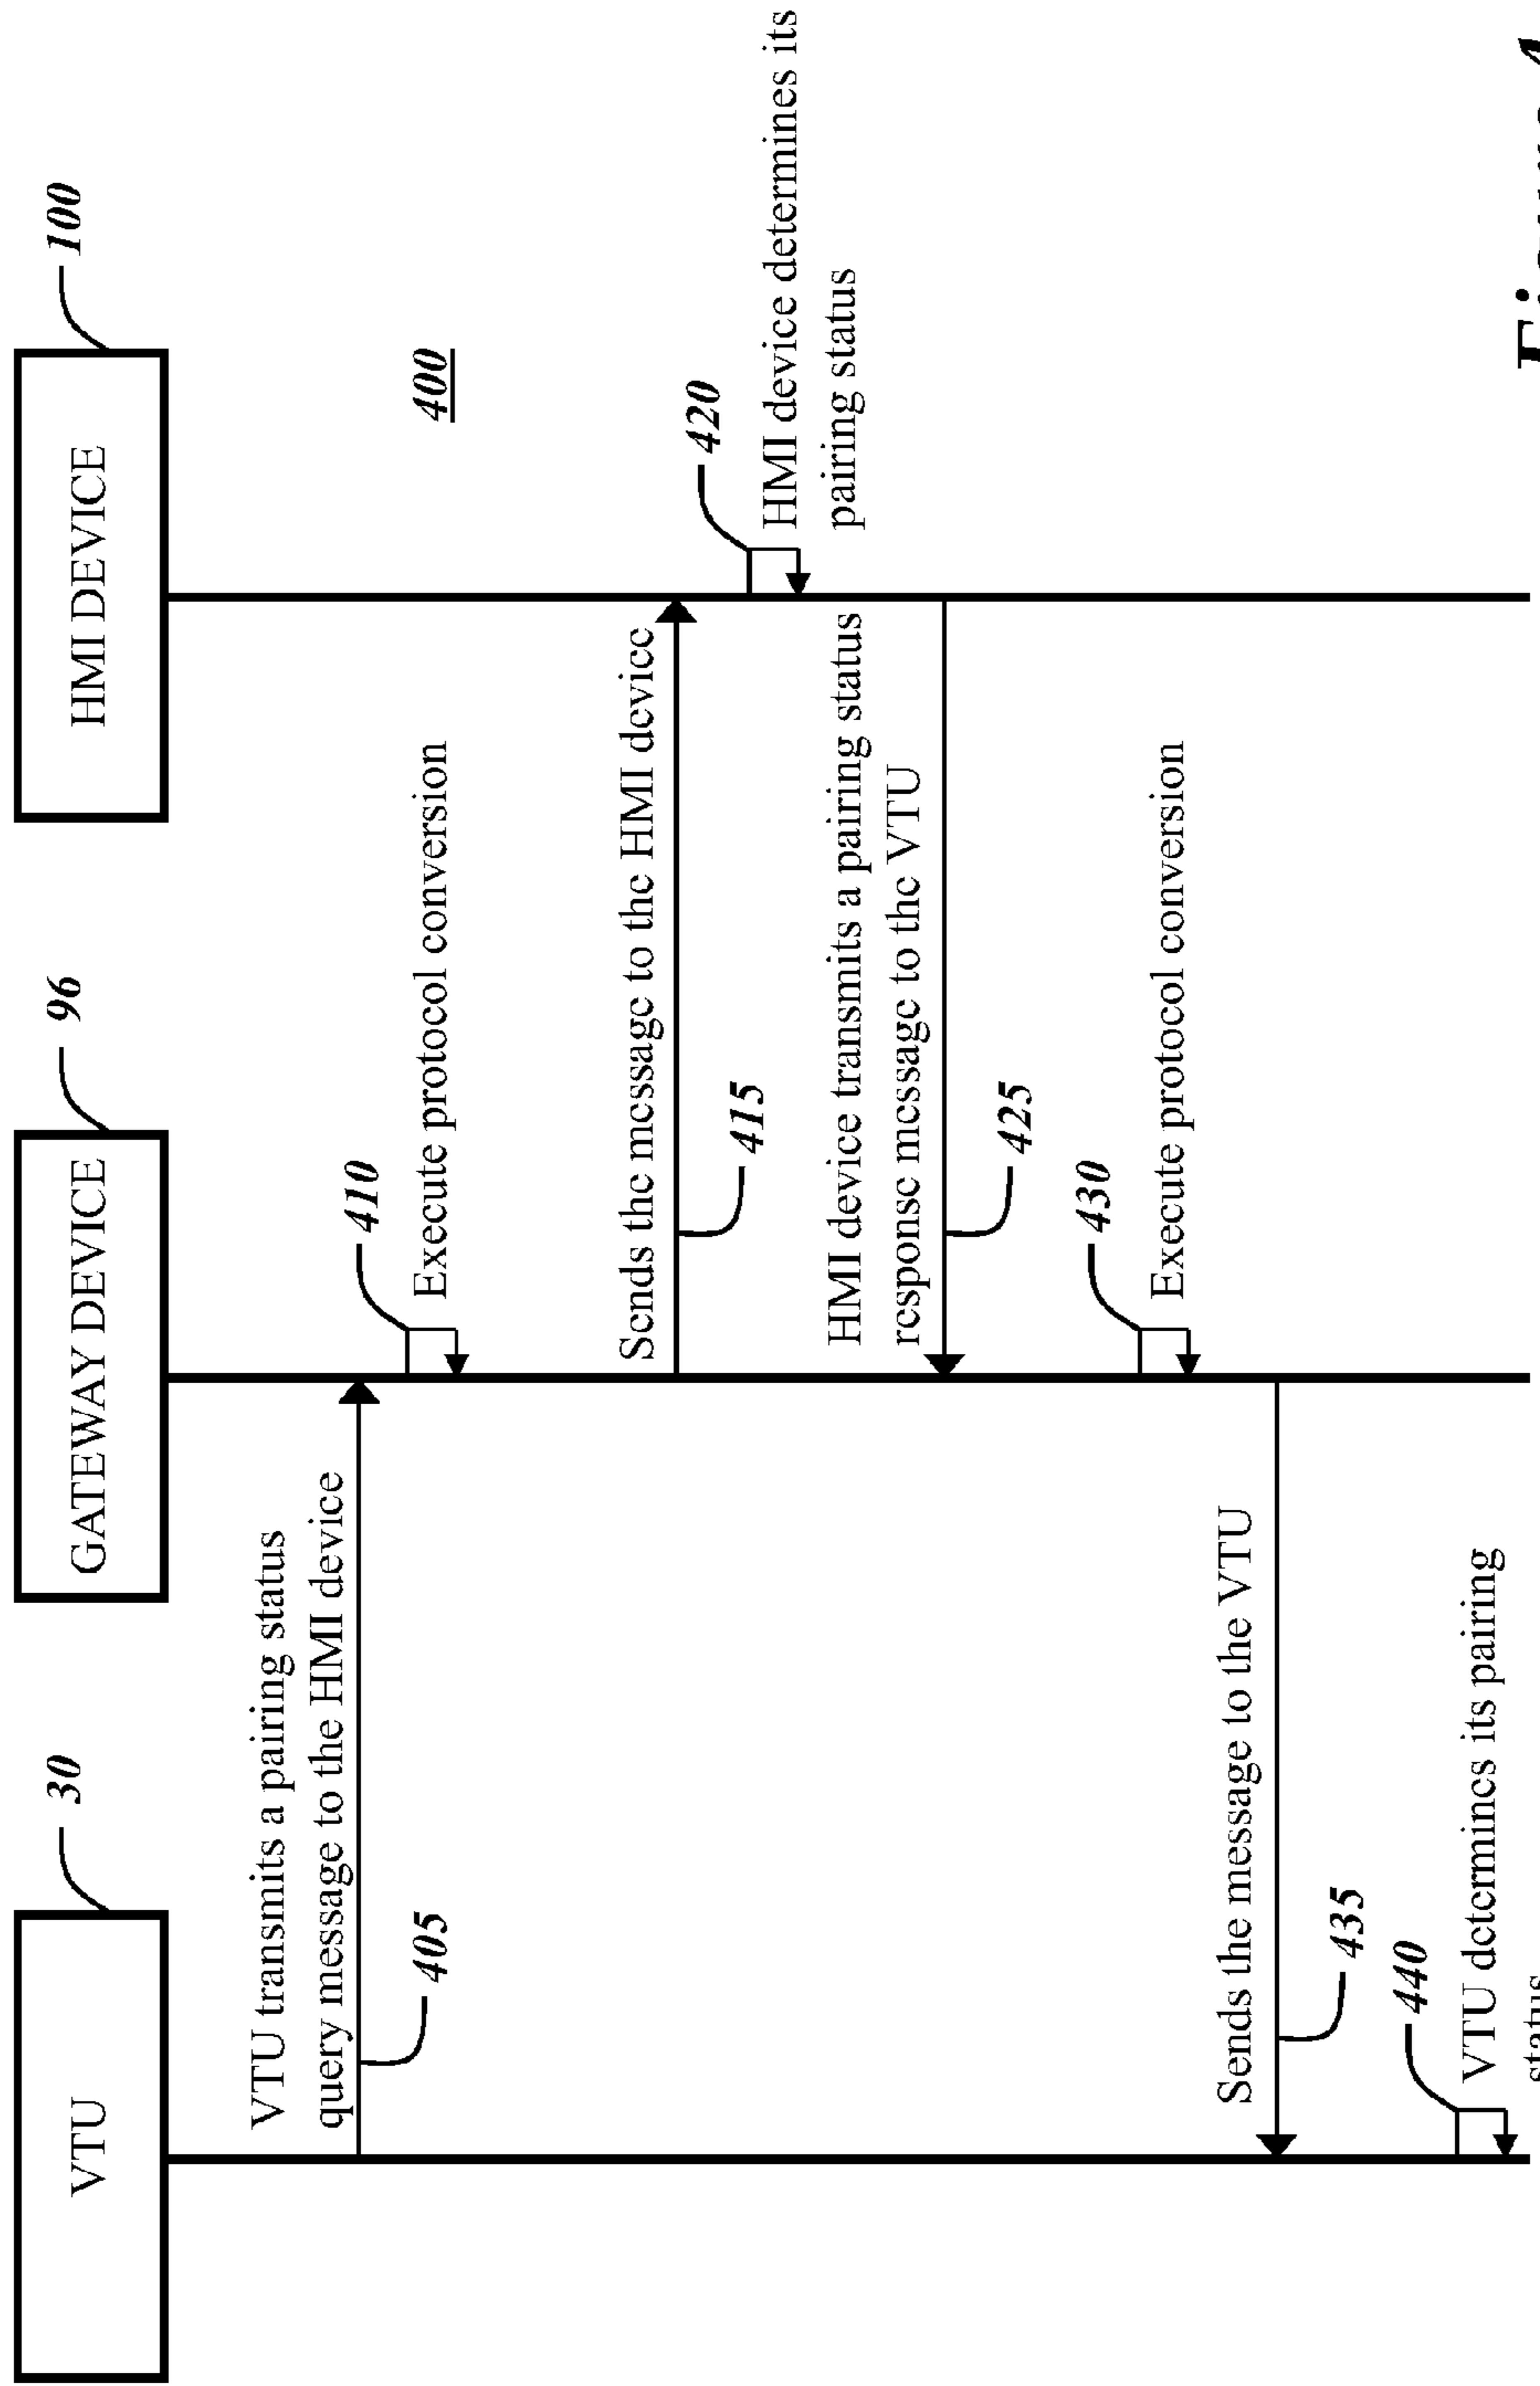 VTU
30
GATEWAY DEVICE
96
HMI DEVICE
100
400
VTU transmits a pairing status
query message to the HMI device
405
410
Execute protocol conversion
Sends the message to the HMI device
415
420
HMI device determines its
pairing status
HMI device transmits a pairing status
response message to the VTU
425
430
Execute protocol conversion
Sends the message to the VTU
435
440
VTU determines its pairing
status
Figure 4